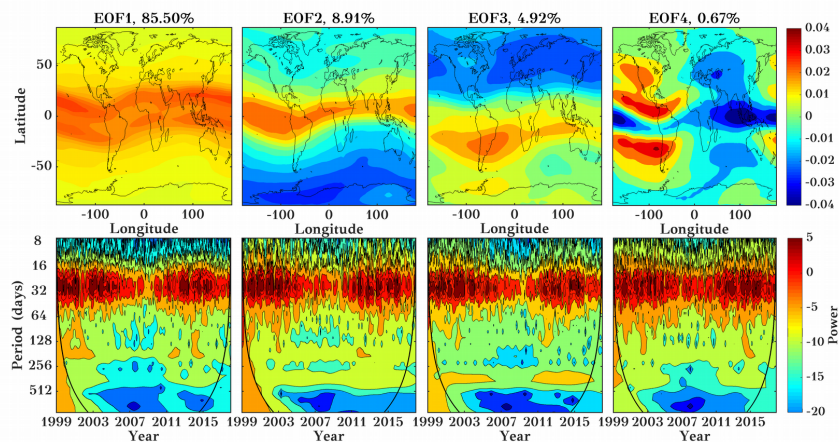 EOF1, 85.50% EOF2, 8.91% EOF3, 4.92% EOF4, 0.67%
0.04
50 0.03
0.02
0.01
Latitude 0 0
-0.01
-50 -0.02
-0.03
-0.04
-100 0 100 -100 0 100 -100 0 100 -100 0 100
Longitude Longitude Longitude Longitude
8 5
16 0
Period (days) 32 -5 Power
64
128 -10
256 -15
512
-20
1999 2003 2007 2011 2015 1999 2003 2007 2011 2015 1999 2003 2007 2011 2015 1999 2003 2007 2011 2015
Year Year Year Year